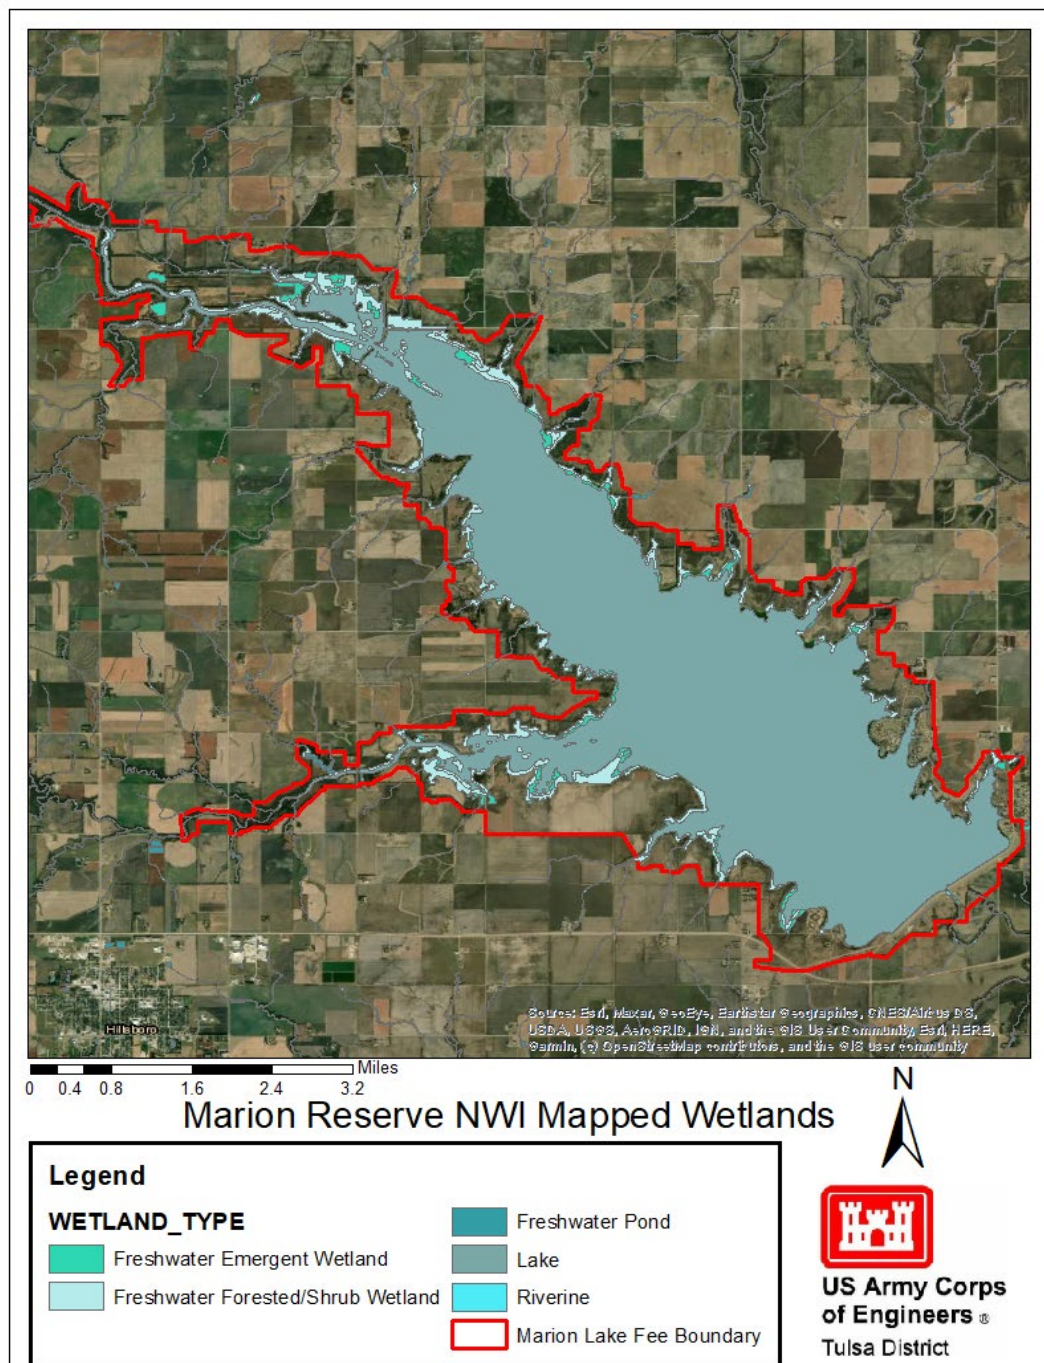 Hillsboro
Source: Esri, Maxar, GeoEye, Earthstar Geographics, CNES/Airbus DS,
USDA, USGS, AeroGRID, IGN, and the GIS User Community, Esri, HERE,
Garmin, (c) OpenStreetMap contributors, and the GIS user community
Miles
0 0.4 0.8 1.6 2.4 3.2
N
Marion Reserve NWI Mapped Wetlands
Legend
WETLAND_TYPE
Freshwater Emergent Wetland
Freshwater Forested/Shrub Wetland
Freshwater Pond
Lake
Riverine
Marion Lake Fee Boundary
US Army Corps
of Engineers ®
Tulsa District